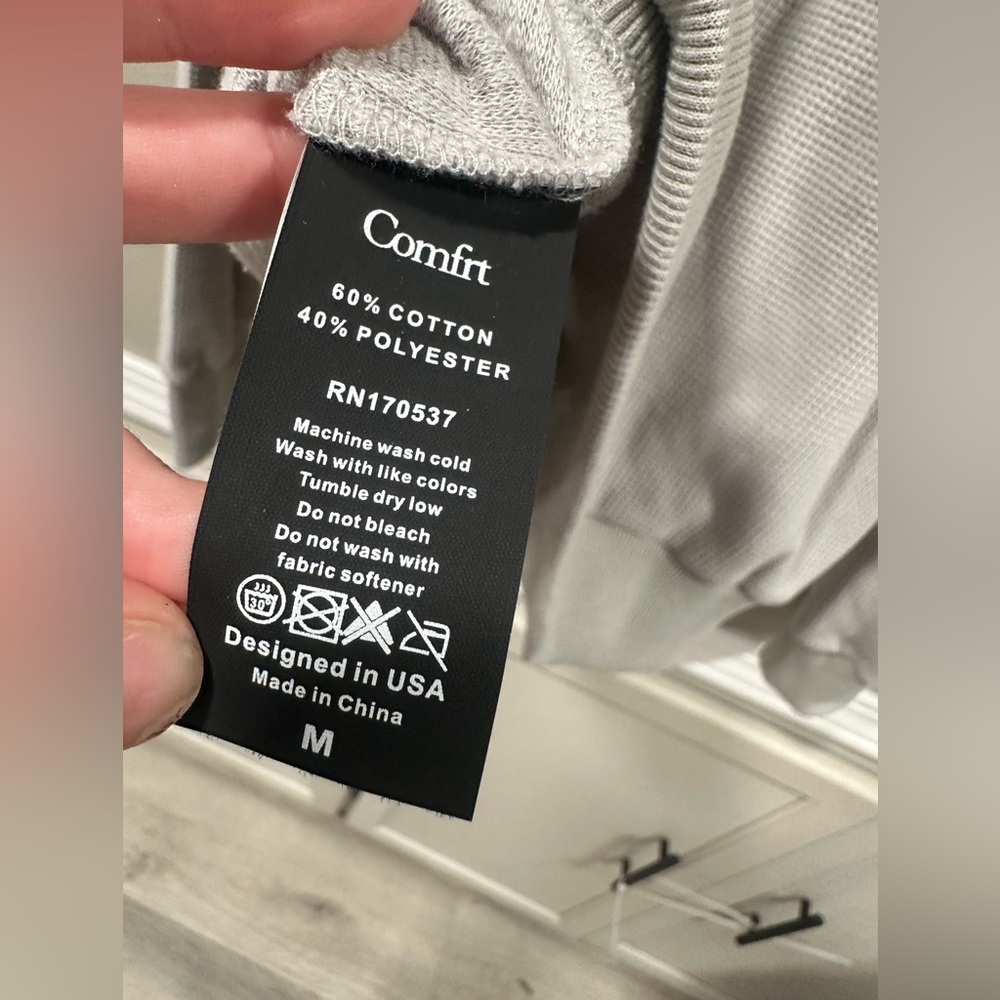 Comfrt
60% COTTON
40% POLYESTER
RN170537
Machine wash cold
Wash with like colors
Tumble dry low
Do not bleach
Do not wash with
fabric softener
30°
Designed in USA
Made in China
M